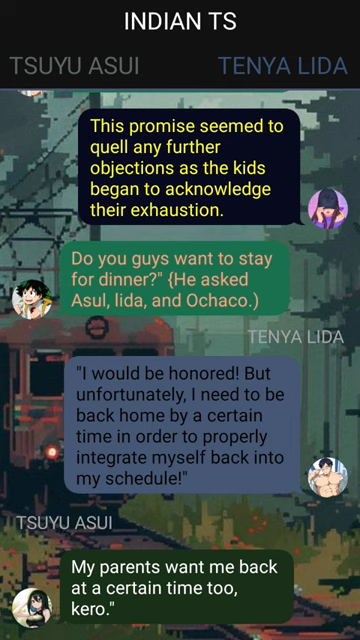 INDIAN TS
TSUYU ASUI TENYA LIDA
This promise seemed to
quell any further
objections as the kids
began to acknowledge
their exhaustion.
Do you guys want to stay
for dinner?" {He asked
Asul, lida, and Ochaco.)
TENYA LIDA
"I would be honored! But
unfortunately, I need to be
back home by a certain
time in order to properly
integrate myself back into
my schedule!"
TSUYU ASUI
My parents want me back
at a certain time too,
kero."